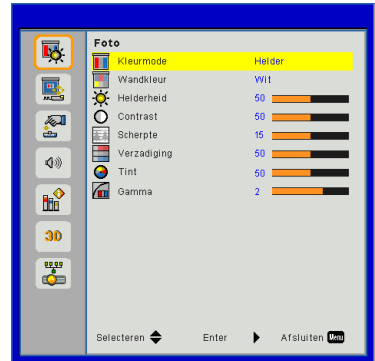 Foto
Kleurmode Helder
Wandkleur Wit
Helderheid 50
Contrast 50
Scherpte 15
Verzadiging 50
Tint 50
Gamma 2
3D
Selecteren Enter Afsluiten Menu